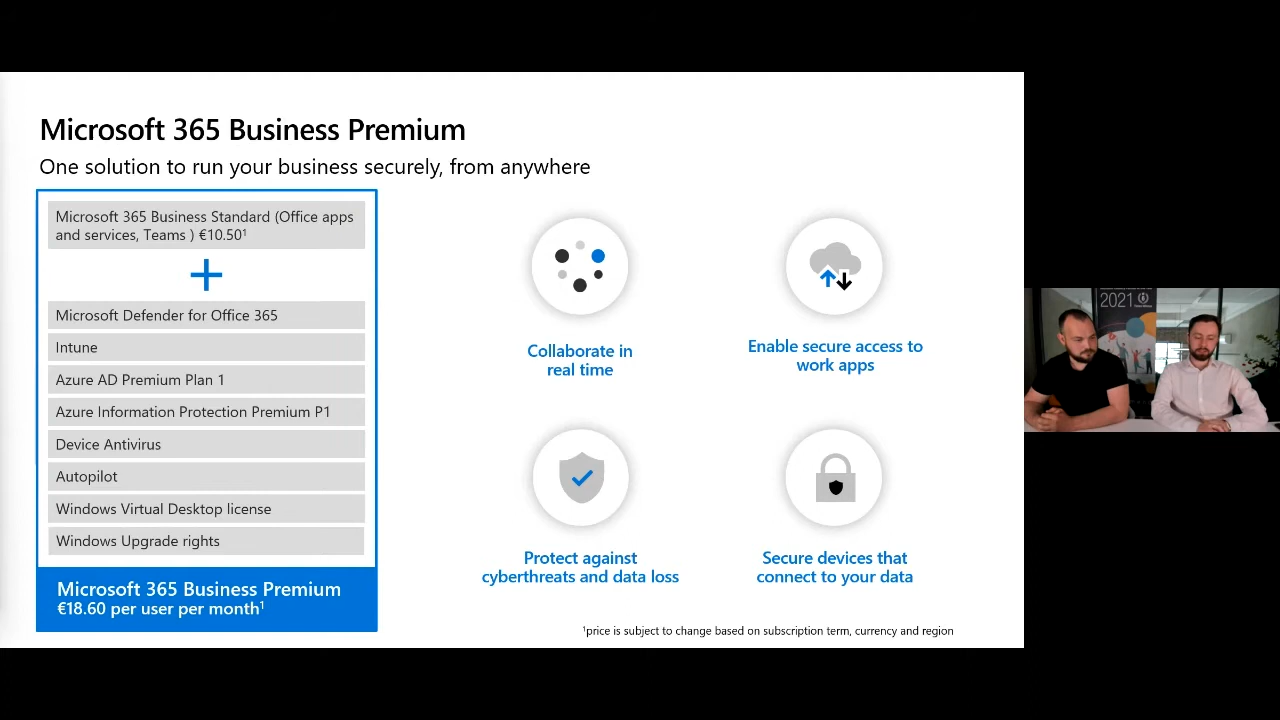 Microsoft 365 Business Premium
One solution to run your business securely, from anywhere
Microsoft 365 Business Standard (Office apps
and services, Teams ) €10.50¹
+
Microsoft Defender for Office 365
Intune
Azure AD Premium Plan 1
Azure Information Protection Premium P1
Device Antivirus
Autopilot
Windows Virtual Desktop license
Windows Upgrade rights
Microsoft 365 Business Premium
€18.60 per user per month¹
Collaborate in
real time
Enable secure access to
work apps
Protect against
cyberthreats and data loss
Secure devices that
connect to your data
¹price is subject to change based on subscription term, currency and region
2021